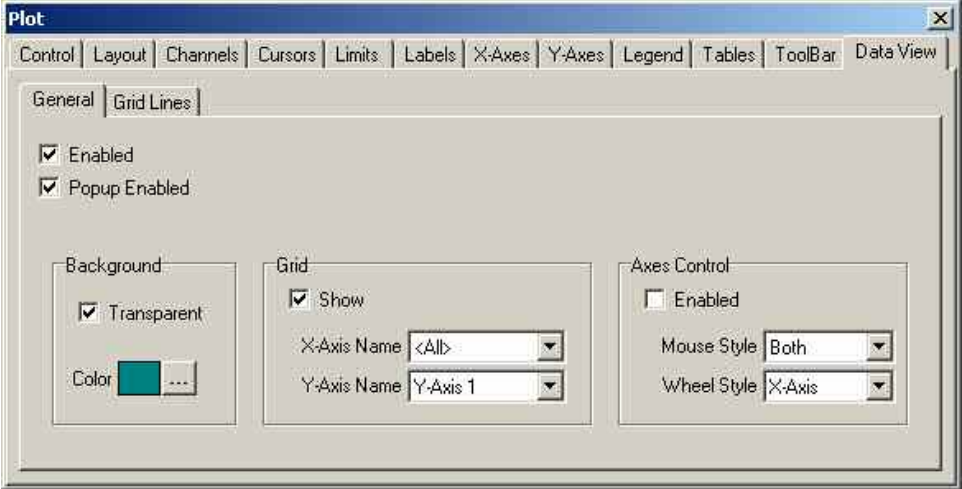 Plot
Control Layout Channels Cursors Limits Labels X-Axes Y-Axes Legend Tables ToolBar Data View
General Grid Lines
Enabled
Popup Enabled
Background Grid Axes Control
Transparent Show Enabled
X-Axis Name <All> Mouse Style Both
Color ... Y-Axis Name Y-Axis 1 Wheel Style X-Axis